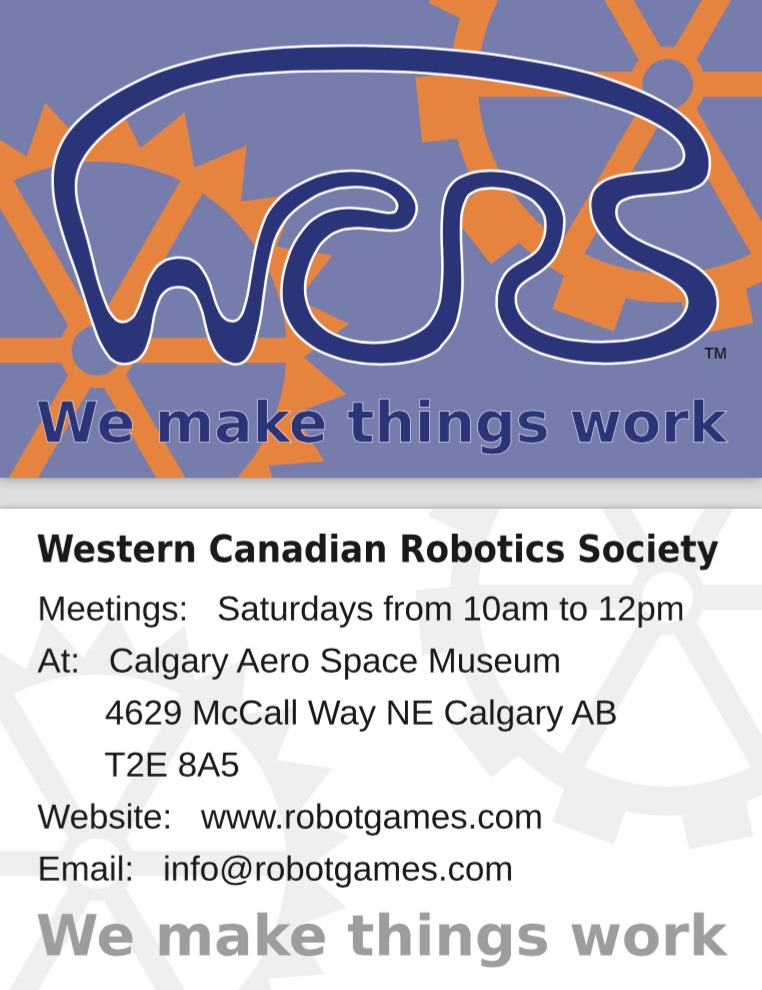 WCRS
TM
We make things work
Western Canadian Robotics Society
Meetings: Saturdays from 10am to 12pm
At: Calgary Aero Space Museum
4629 McCall Way NE Calgary AB
T2E 8A5
Website: www.robotgames.com
Email: info@robotgames.com
We make things work